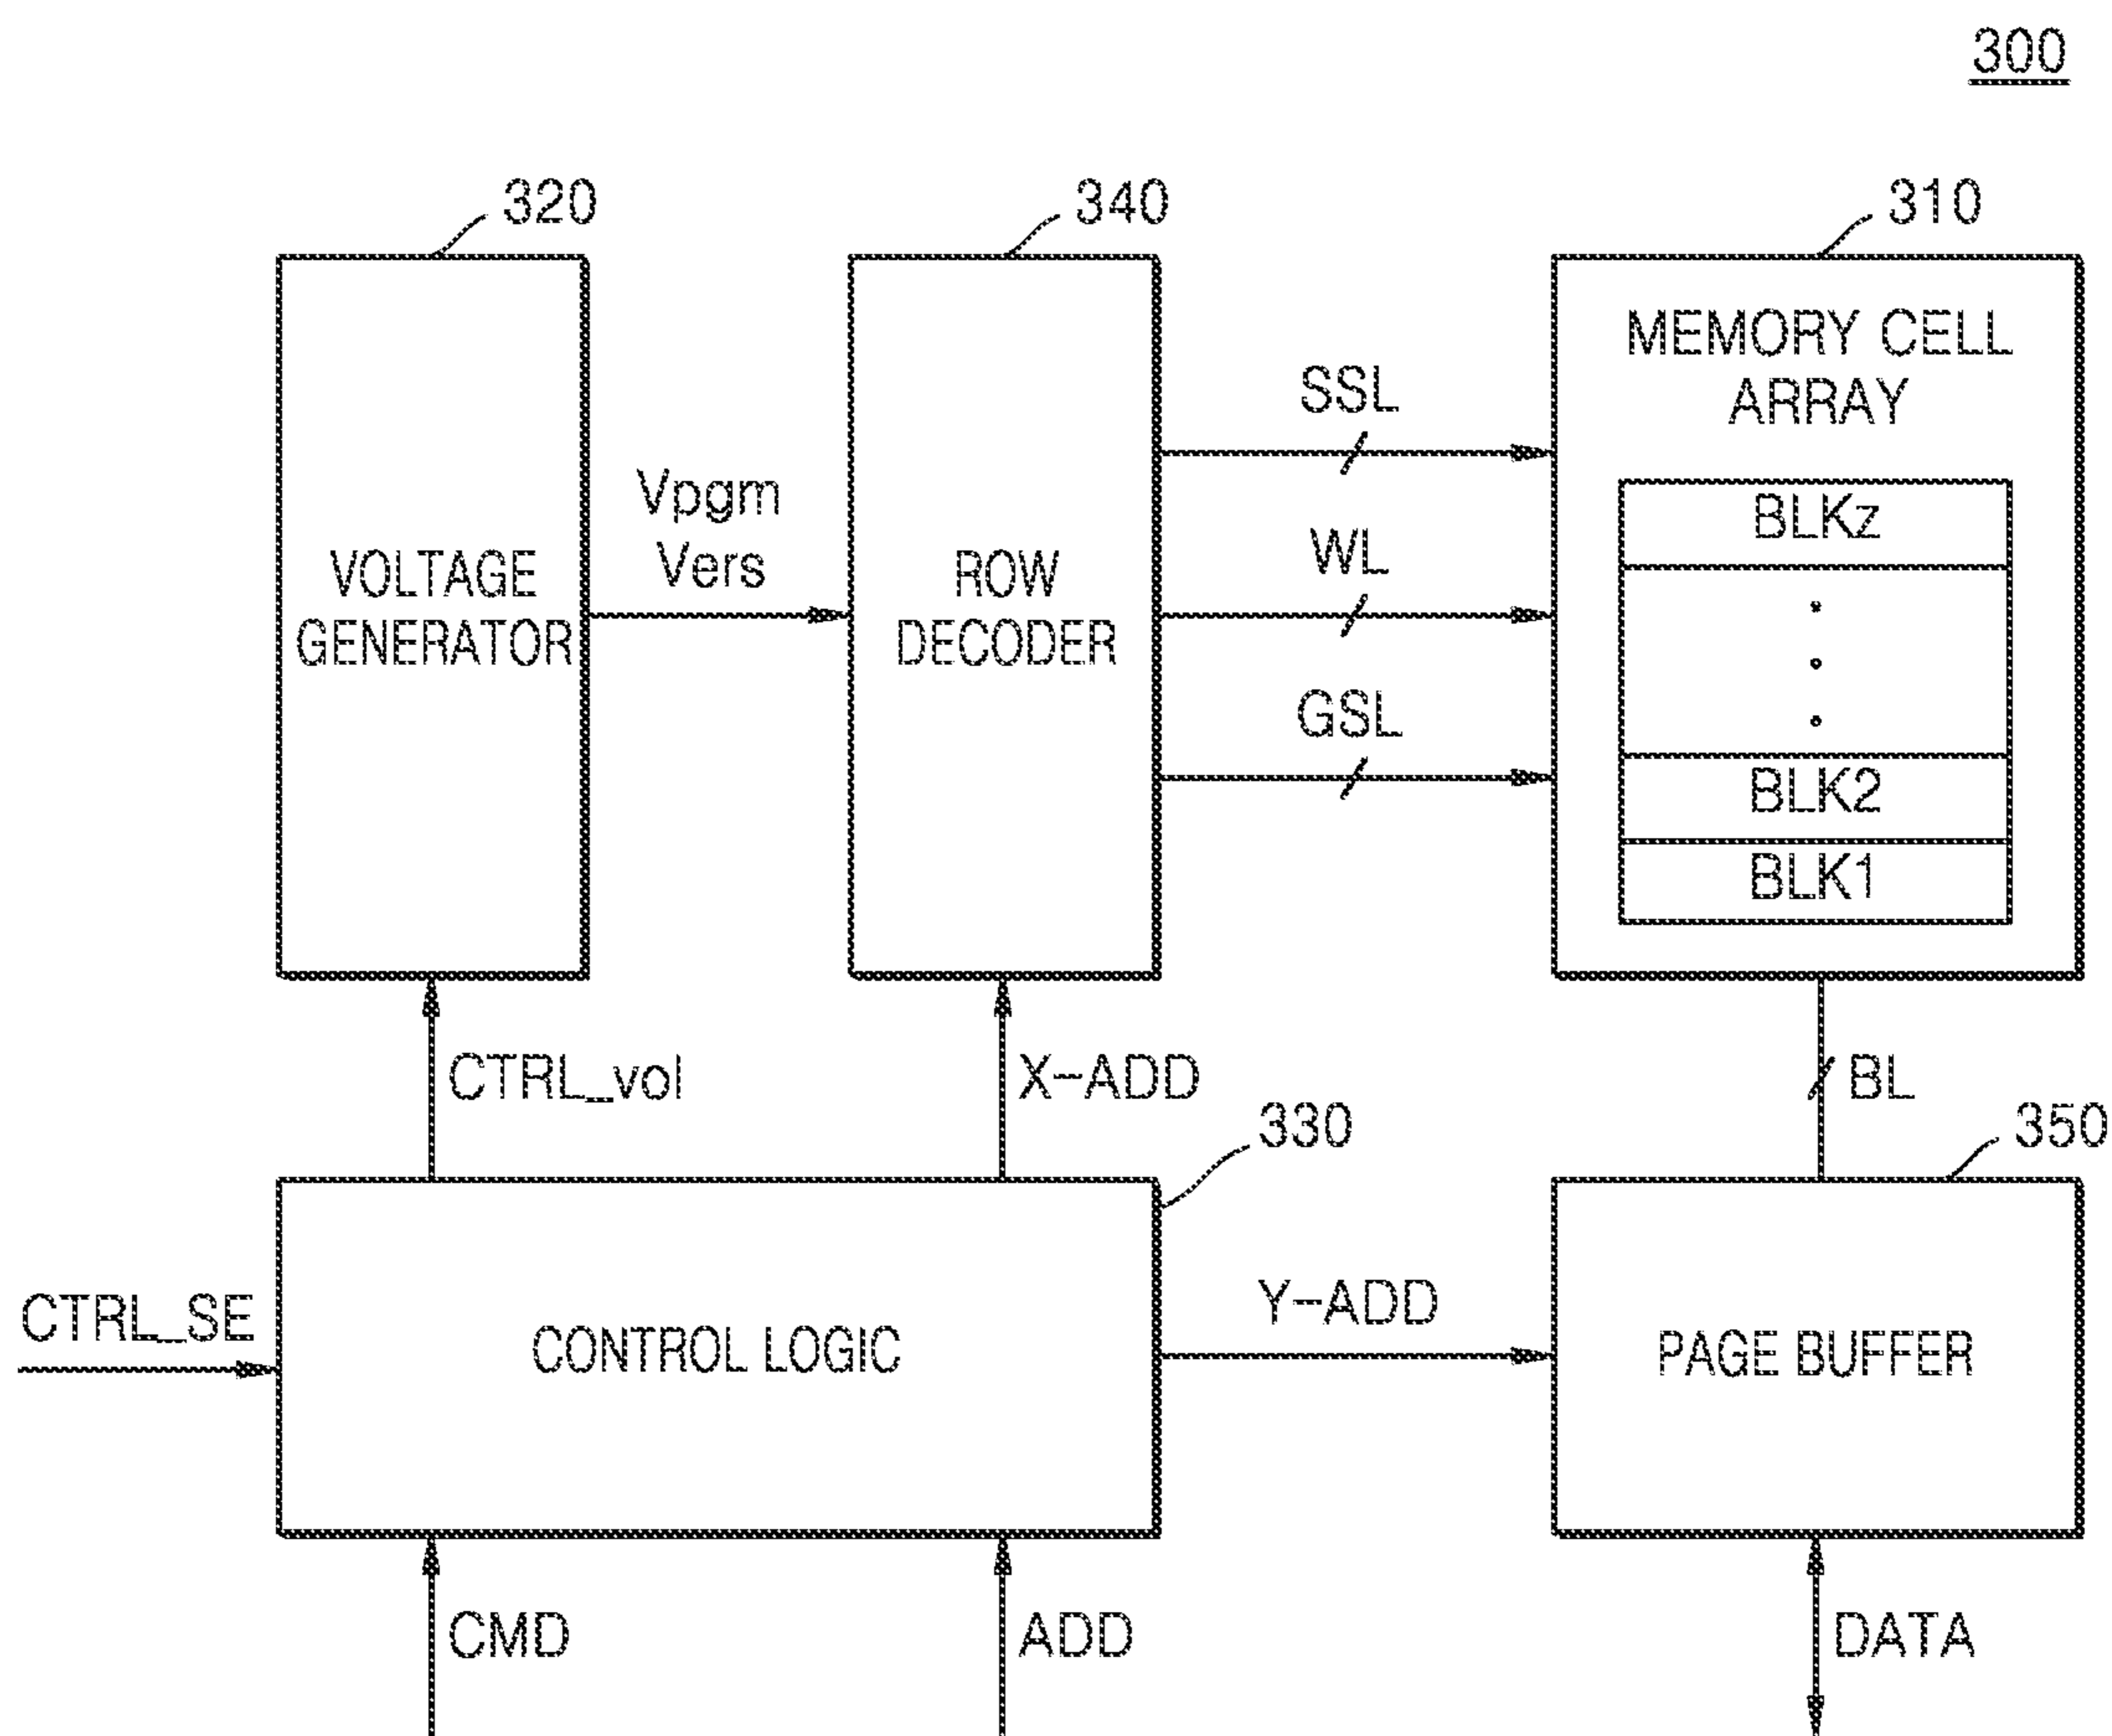 300
320
340
310
VOLTAGE
GENERATOR
Vpgm
Vers
ROW
DECODER
SSL
WL
GSL
MEMORY CELL
ARRAY
BLKz
BLK2
BLK1
CTRL_vol
X-ADD
BL
330
350
CTRL_SE
CONTROL LOGIC
Y-ADD
PAGE BUFFER
CMD
ADD
DATA